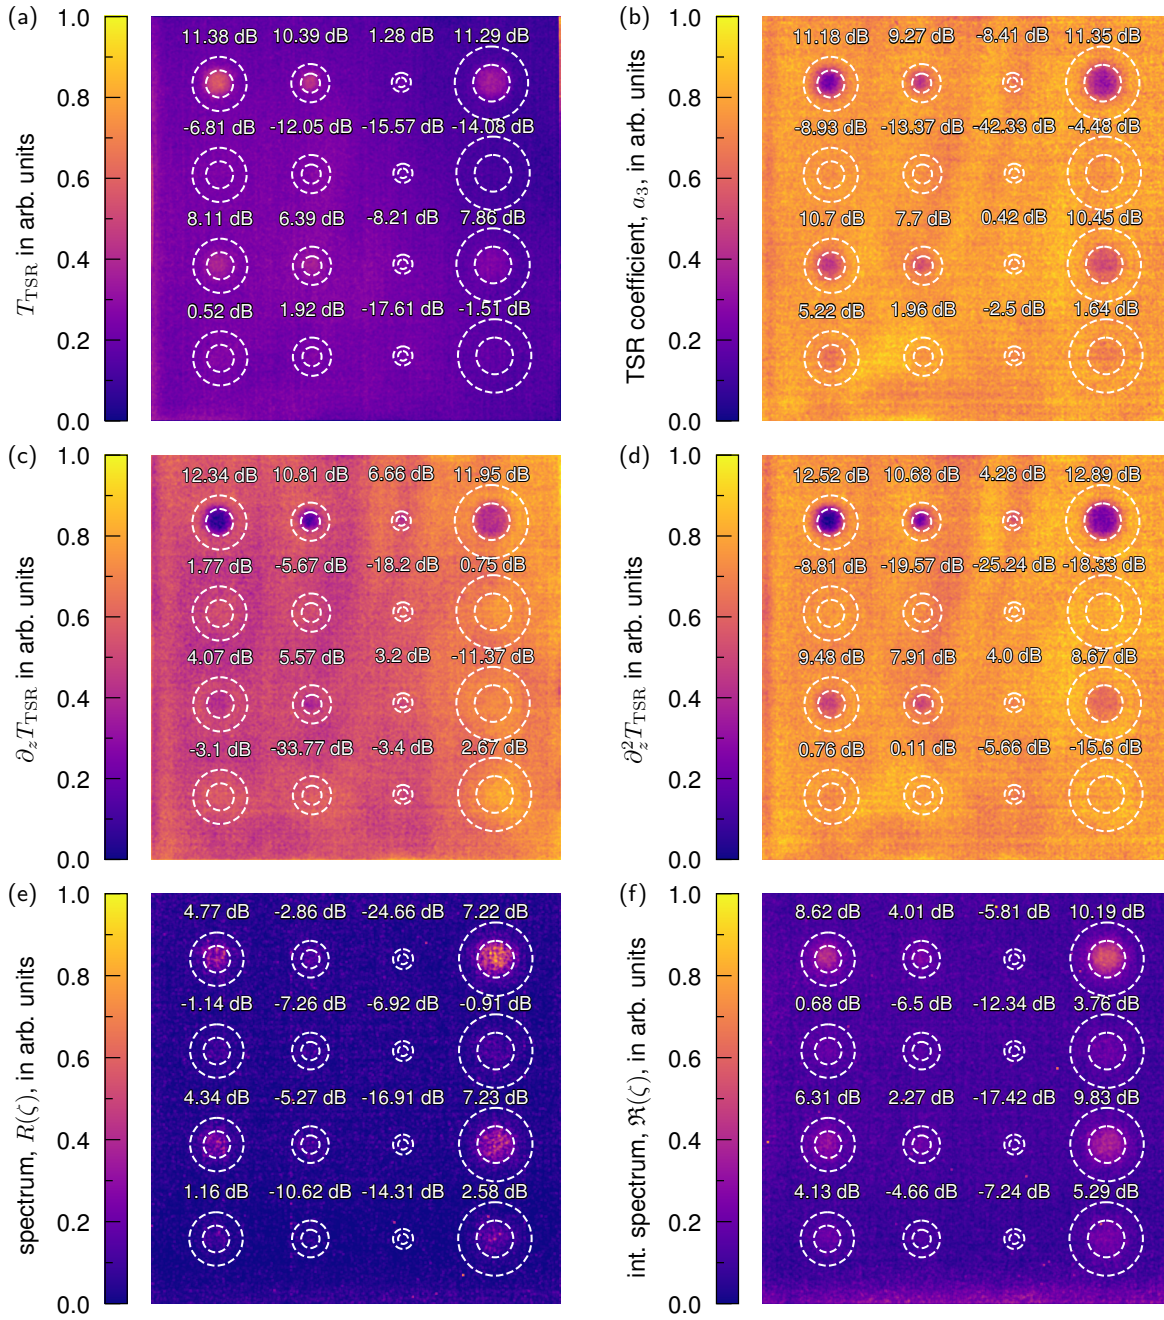 (a)
1.0
0.8
0.6
0.4
0.2
0.0
T_TSR in arb. units
11.38 dB 10.39 dB 1.28 dB 11.29 dB
-6.81 dB -12.05 dB -15.57 dB -14.08 dB
8.11 dB 6.39 dB -8.21 dB 7.86 dB
0.52 dB 1.92 dB -17.61 dB -1.51 dB
(b)
1.0
0.8
0.6
0.4
0.2
0.0
TSR coefficient, a_3, in arb. units
11.18 dB 9.27 dB -8.41 dB 11.35 dB
-8.93 dB -13.37 dB -42.33 dB -4.48 dB
10.7 dB 7.7 dB 0.42 dB 10.45 dB
5.22 dB 1.96 dB -2.5 dB 1.64 dB
(c)
1.0
0.8
0.6
0.4
0.2
0.0
∂_z T_TSR in arb. units
12.34 dB 10.81 dB 6.66 dB 11.95 dB
1.77 dB -5.67 dB -18.2 dB 0.75 dB
4.07 dB 5.57 dB 3.2 dB -11.37 dB
-3.1 dB -33.77 dB -3.4 dB 2.67 dB
(d)
1.0
0.8
0.6
0.4
0.2
0.0
∂_z^2 T_TSR in arb. units
12.52 dB 10.68 dB 4.28 dB 12.89 dB
-8.81 dB -19.57 dB -25.24 dB -18.33 dB
9.48 dB 7.91 dB 4.0 dB 8.67 dB
0.76 dB 0.11 dB -5.66 dB -15.6 dB
(e)
1.0
0.8
0.6
0.4
0.2
0.0
spectrum, R(ζ), in arb. units
4.77 dB -2.86 dB -24.66 dB 7.22 dB
-1.14 dB -7.26 dB -6.92 dB -0.91 dB
4.34 dB -5.27 dB -16.91 dB 7.23 dB
1.16 dB -10.62 dB -14.31 dB 2.58 dB
(f)
1.0
0.8
0.6
0.4
0.2
0.0
int. spectrum, ℜ(ζ), in arb. units
8.62 dB 4.01 dB -5.81 dB 10.19 dB
0.68 dB -6.5 dB -12.34 dB 3.76 dB
6.31 dB 2.27 dB -17.42 dB 9.83 dB
4.13 dB -4.66 dB -7.24 dB 5.29 dB